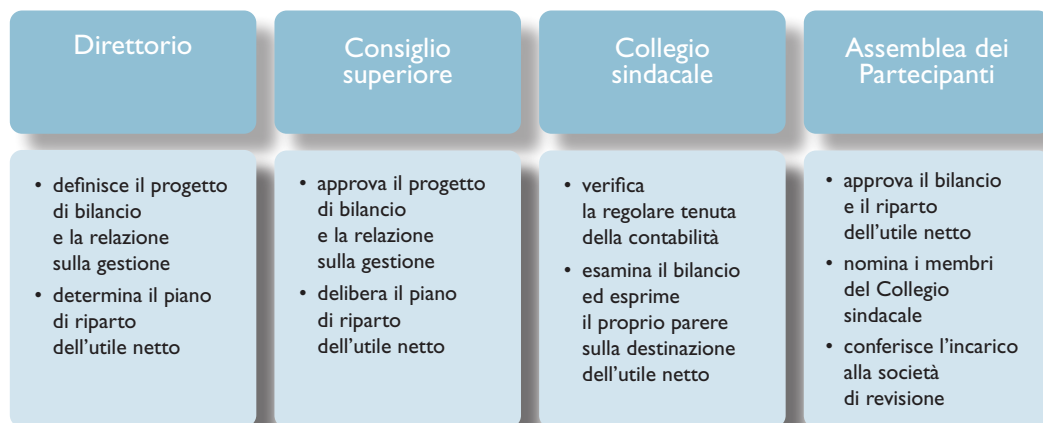 Direttorio
Consiglio
superiore
Collegio
sindacale
Assemblea dei
Partecipanti
• definisce il progetto
di bilancio
e la relazione
sulla gestione
• determina il piano
di riparto
dell’utile netto
• approva il progetto
di bilancio
e la relazione
sulla gestione
• delibera il piano
di riparto
dell’utile netto
• verifica
la regolare tenuta
della contabilità
• esamina il bilancio
ed esprime
il proprio parere
sulla destinazione
dell’utile netto
• approva il bilancio
e il riparto
dell’utile netto
• nomina i membri
del Collegio
sindacale
• conferisce l’incarico
alla società
di revisione